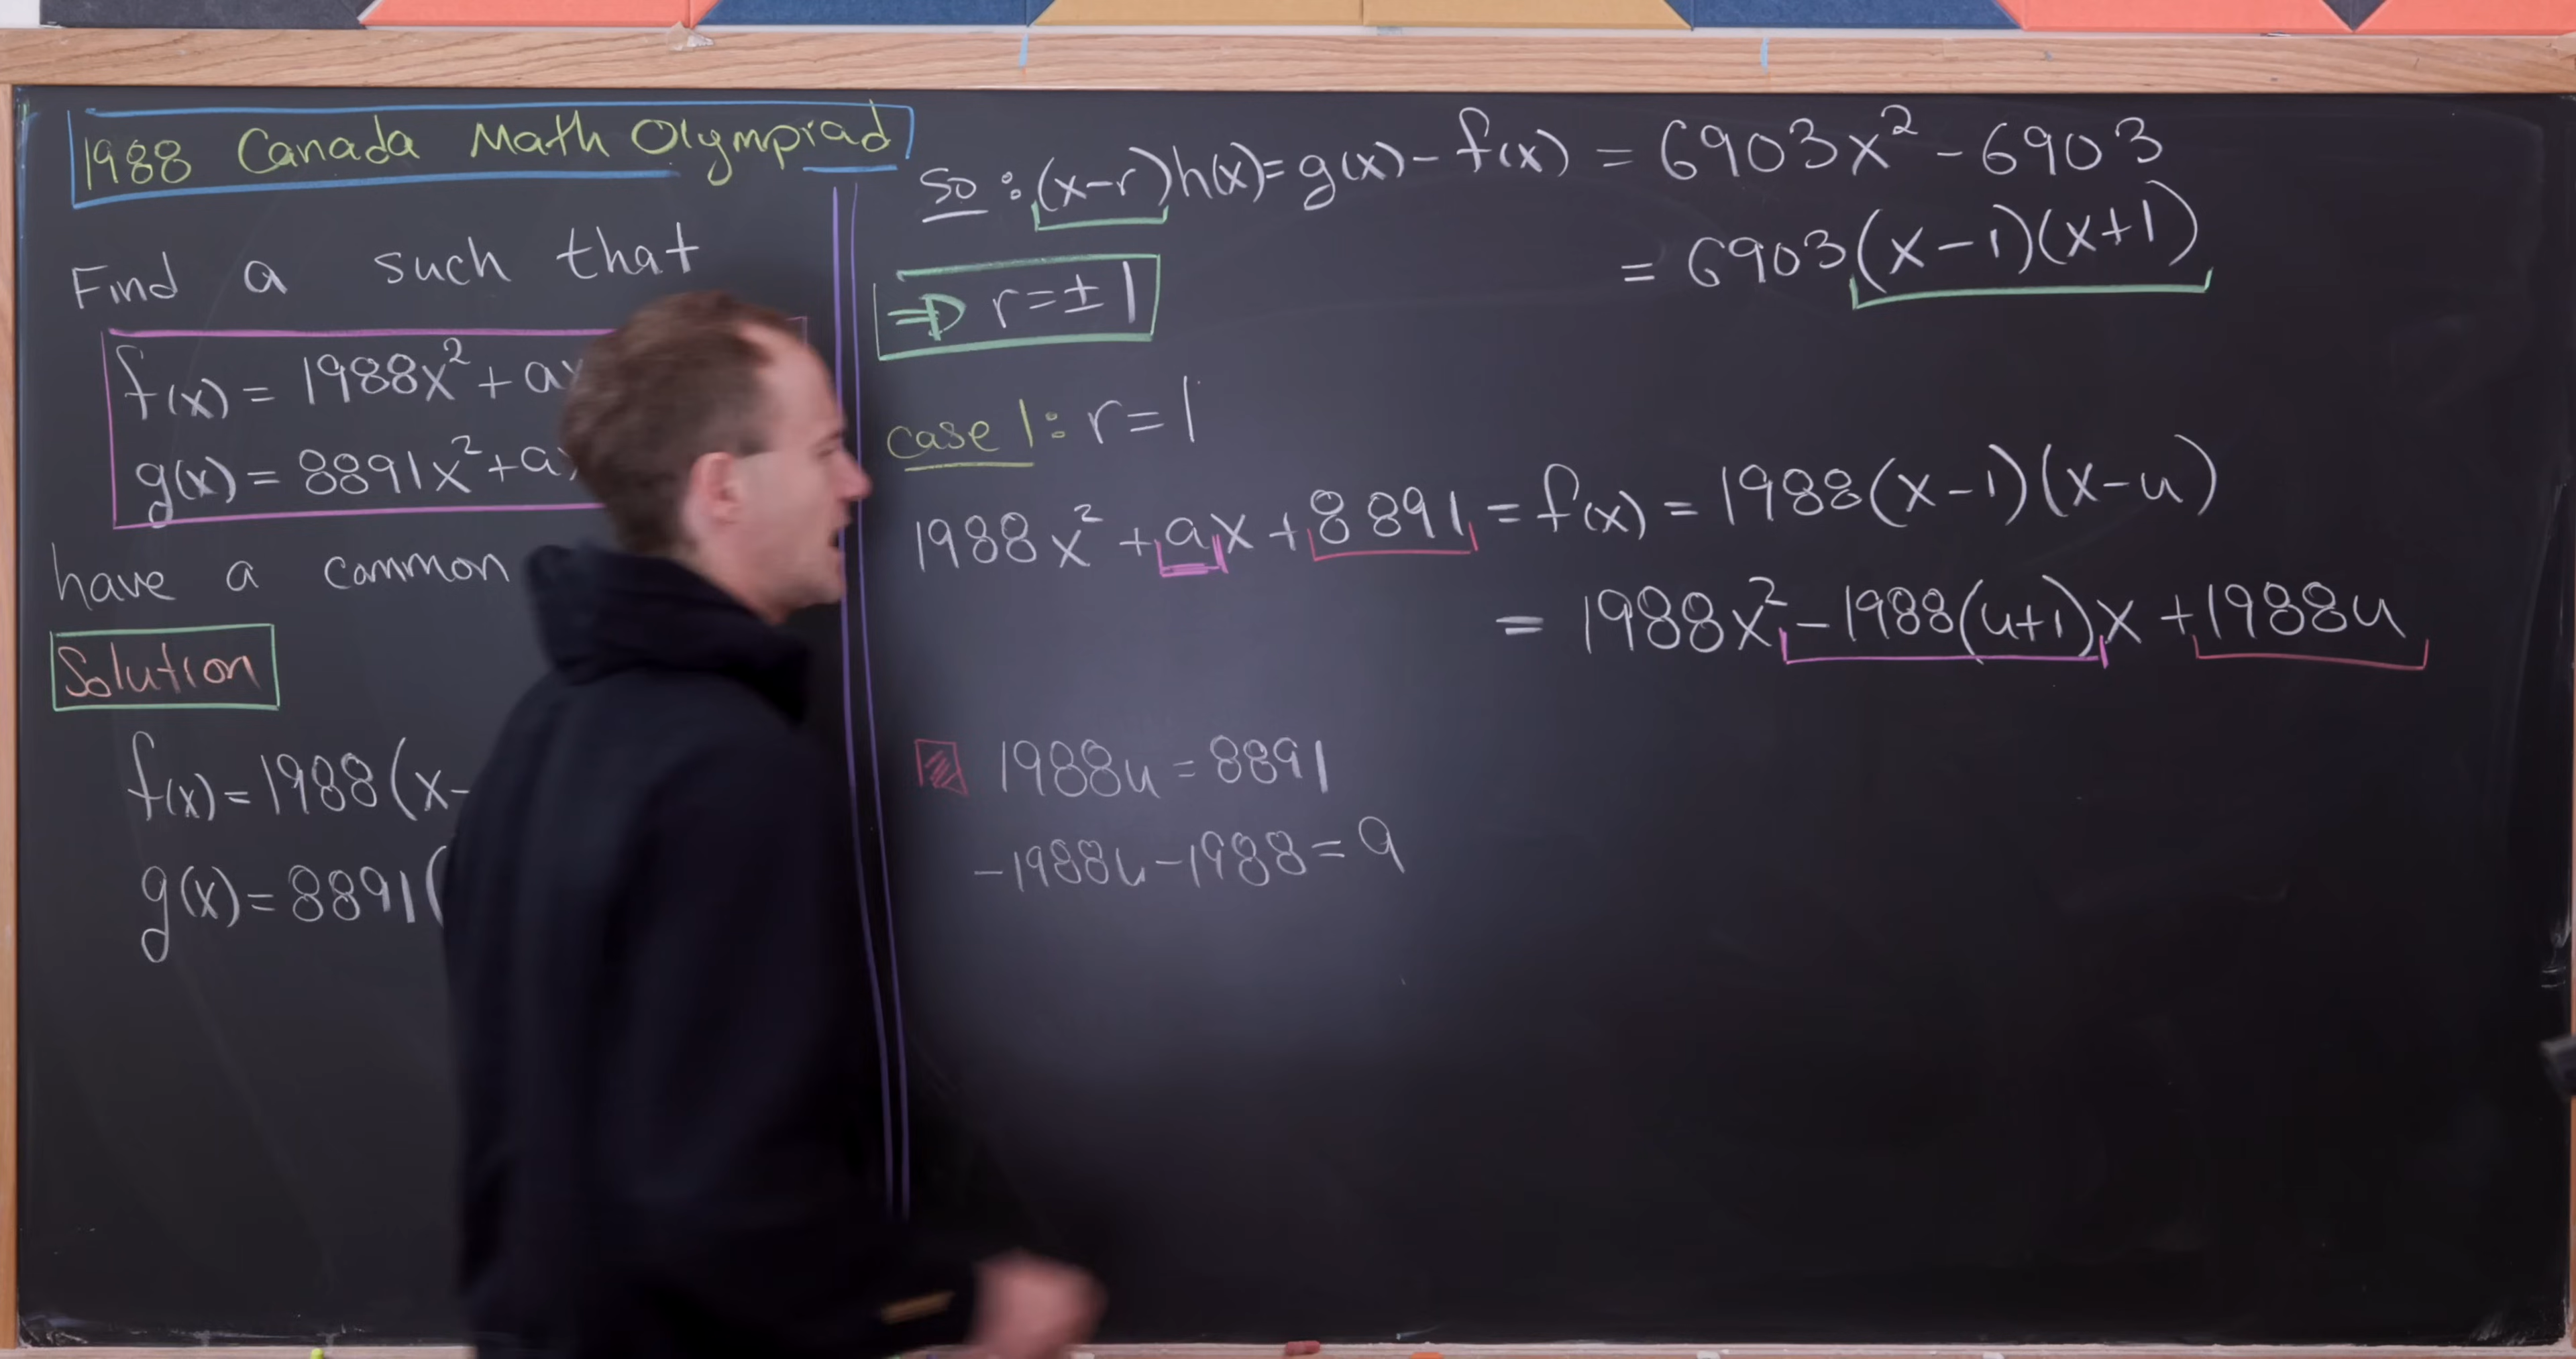 1988 Canada Math Olympiad
Find a such that
f(x) = 1988x² + ax
g(x) = 8891x² + a
have a common
Solution
f(x) = 1988(x-
g(x) = 8891(
So : (x-r)h(x) = g(x) - f(x) = 6903x² - 6903
= 6903(x-1)(x+1)
⇒ r = ±1
case 1: r = 1
1988x² + ax + 8891 = f(x) = 1988(x-1)(x-u)
= 1988x² - 1988(u+1)x + 1988u
1988u = 8891
-1988u - 1988 = a